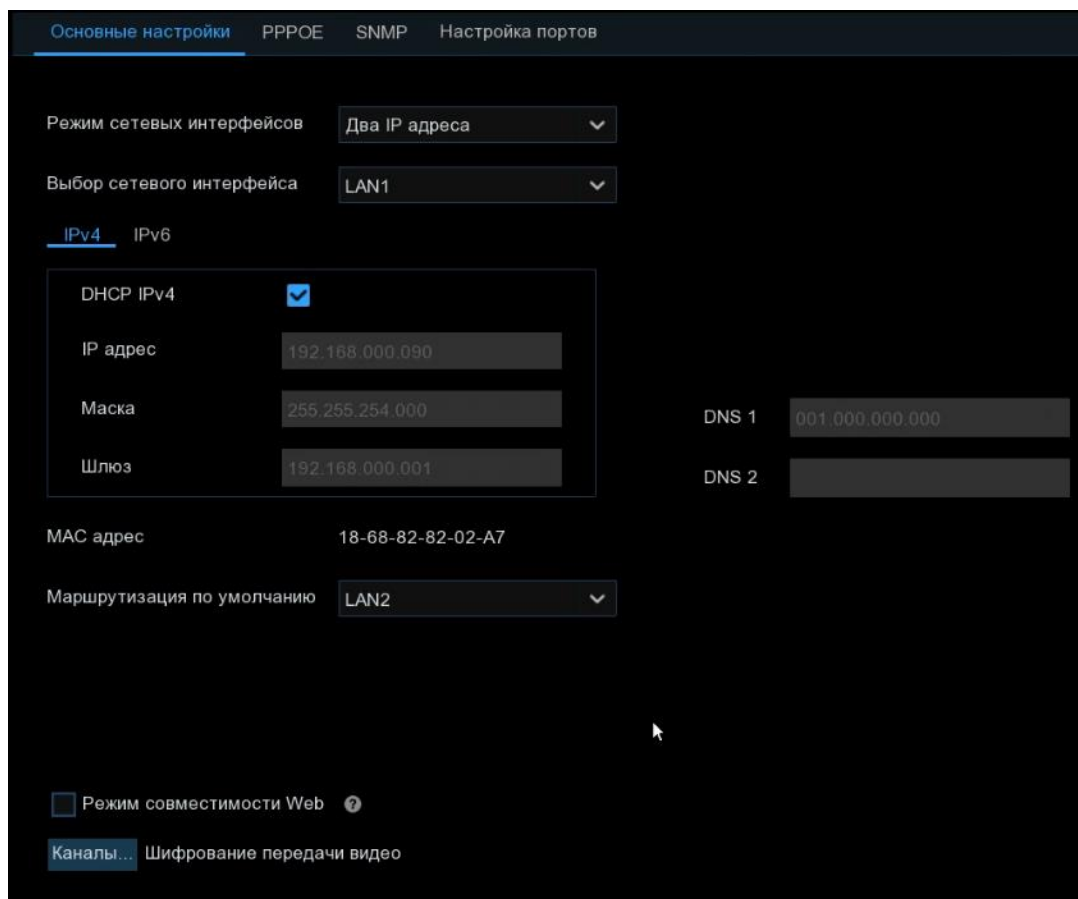 Основные настройки PPPOE SNMP Настройка портов
Режим сетевых интерфейсов Два IP адреса
Выбор сетевого интерфейса LAN1
IPv4 IPv6
DHCP IPv4
IP адрес 192.168.000.090
Маска 255.255.254.000
DNS 1 001.000.000.000
Шлюз 192.168.000.001
DNS 2
MAC адрес 18-68-82-82-02-A7
Маршрутизация по умолчанию LAN2
Режим совместимости Web ?
Каналы... Шифрование передачи видео